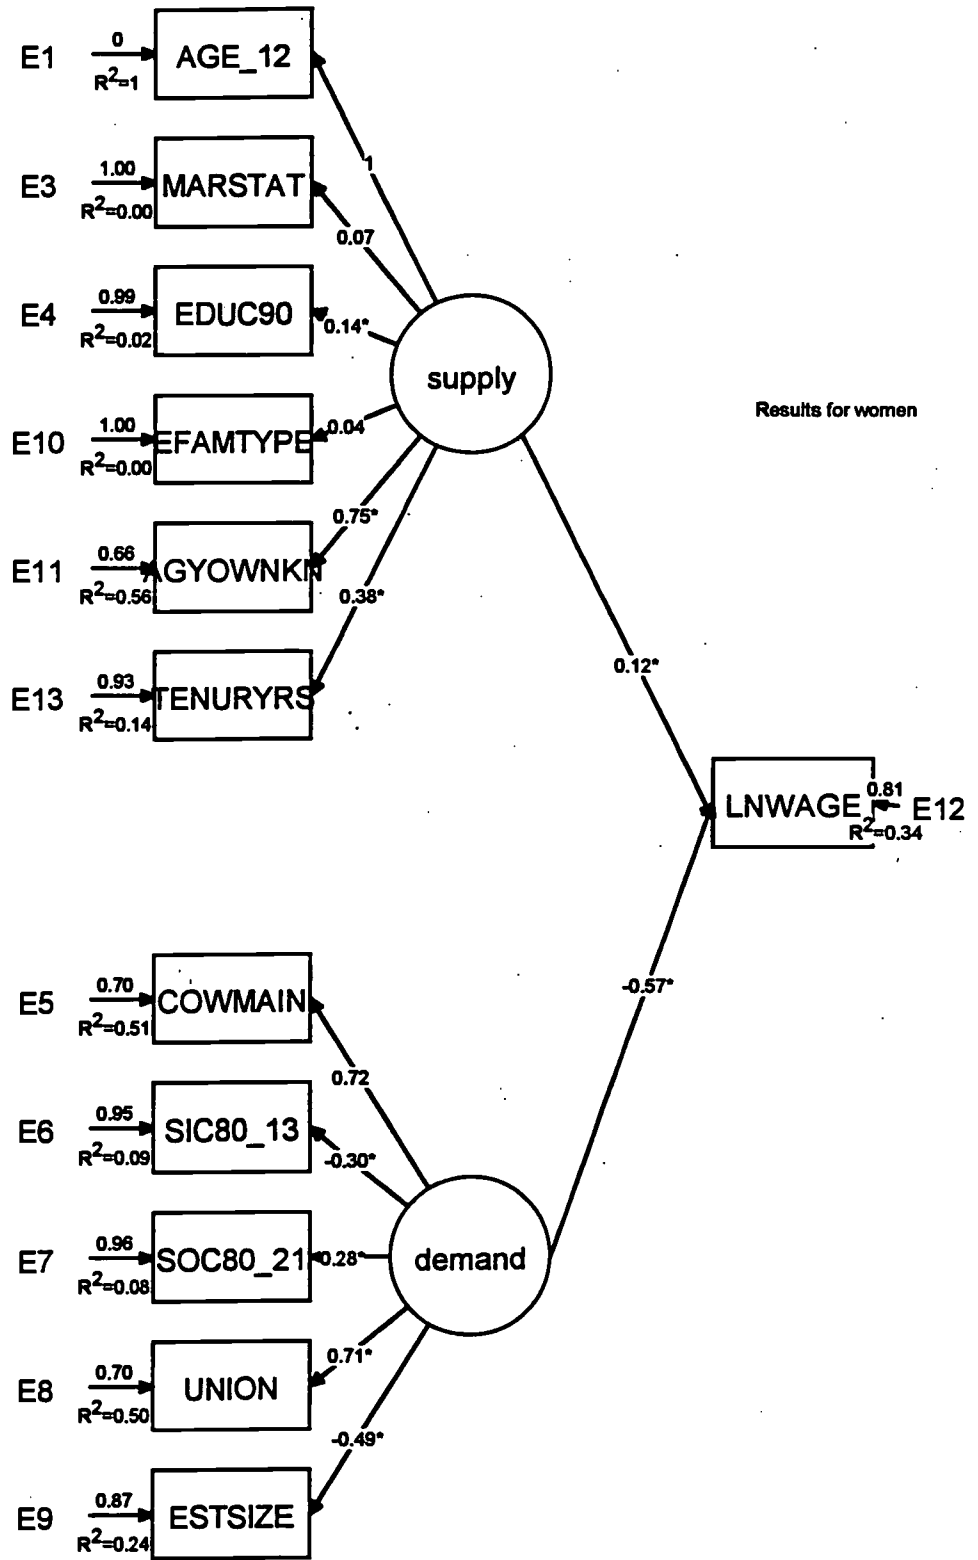 0
E1
AGE_12
R²=1
1
1.00
E3
MARSTAT
R²=0.00
0.07
0.99
E4
EDUC90
R²=0.02
0.14*
supply
Results for women
1.00
E10
EFAMTYPE
R²=0.00
0.04
0.66
E11
AGYOWNKN
R²=0.56
0.75*
0.93
E13
TENURYRS
R²=0.14
0.38*
0.12*
LNWAGE
0.81
E12
R²=0.34
-0.57*
0.70
E5
COWMAIN
R²=0.51
0.72
0.95
E6
SIC80_13
R²=0.09
-0.30*
0.96
E7
SOC80_21
R²=0.08
0.28*
demand
0.70
E8
UNION
R²=0.50
0.71*
0.87
E9
ESTSIZE
R²=0.24
-0.49*